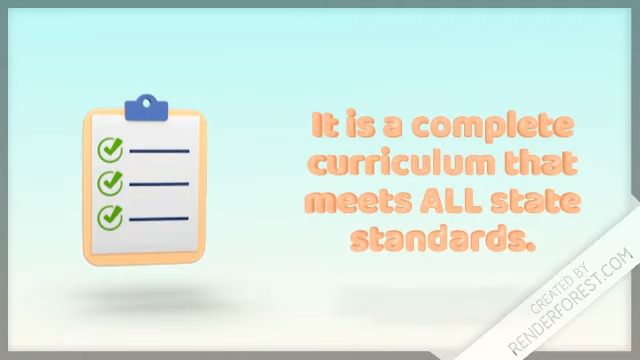 It is a complete
curriculum that
meets ALL state
standards.
CREATED BY
RENDERFOREST.COM